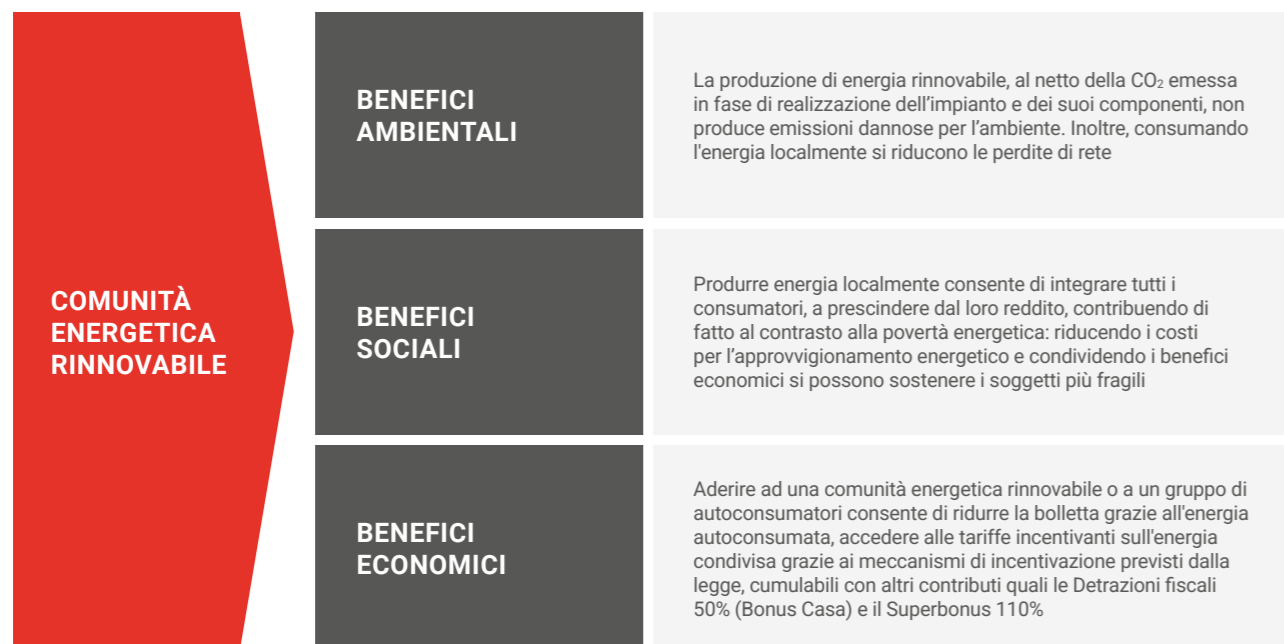 COMUNITÀ
ENERGETICA
RINNOVABILE
BENEFICI
AMBIENTALI
La produzione di energia rinnovabile, al netto della CO₂ emessa
in fase di realizzazione dell’impianto e dei suoi componenti, non
produce emissioni dannose per l’ambiente. Inoltre, consumando
l'energia localmente si riducono le perdite di rete
BENEFICI
SOCIALI
Produrre energia localmente consente di integrare tutti i
consumatori, a prescindere dal loro reddito, contribuendo di
fatto al contrasto alla povertà energetica: riducendo i costi
per l’approvvigionamento energetico e condividendo i benefici
economici si possono sostenere i soggetti più fragili
BENEFICI
ECONOMICI
Aderire ad una comunità energetica rinnovabile o a un gruppo di
autoconsumatori consente di ridurre la bolletta grazie all'energia
autoconsumata, accedere alle tariffe incentivanti sull'energia
condivisa grazie ai meccanismi di incentivazione previsti dalla
legge, cumulabili con altri contributi quali le Detrazioni fiscali
50% (Bonus Casa) e il Superbonus 110%